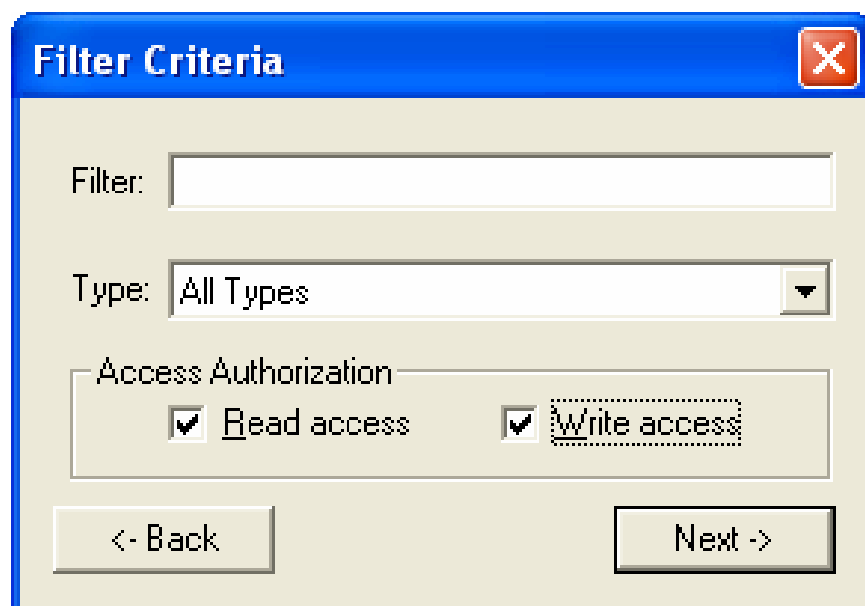 Filter Criteria
Filter:
Type: All Types
Access Authorization
Read access Write access
<- Back Next ->